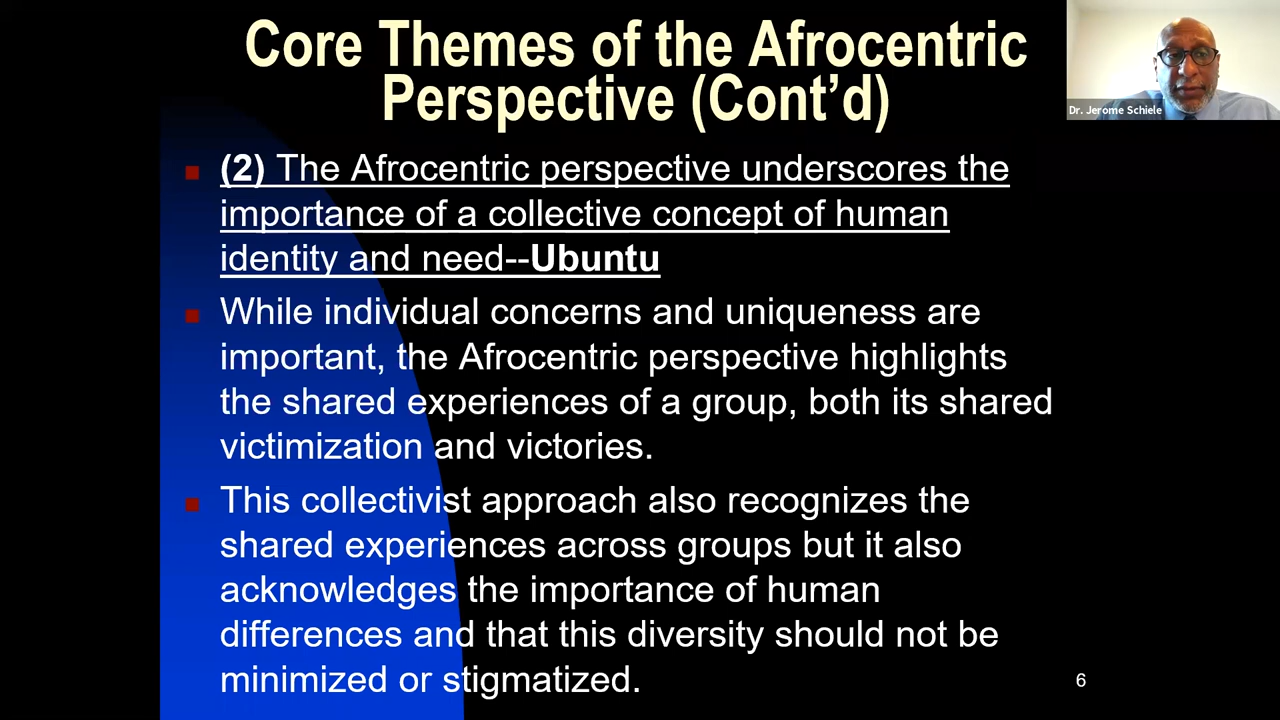 Core Themes of the Afrocentric
Perspective (Cont’d)
Dr. Jerome Schiele
(2) The Afrocentric perspective underscores the
importance of a collective concept of human
identity and need--Ubuntu
While individual concerns and uniqueness are
important, the Afrocentric perspective highlights
the shared experiences of a group, both its shared
victimization and victories.
This collectivist approach also recognizes the
shared experiences across groups but it also
acknowledges the importance of human
differences and that this diversity should not be
minimized or stigmatized.
6